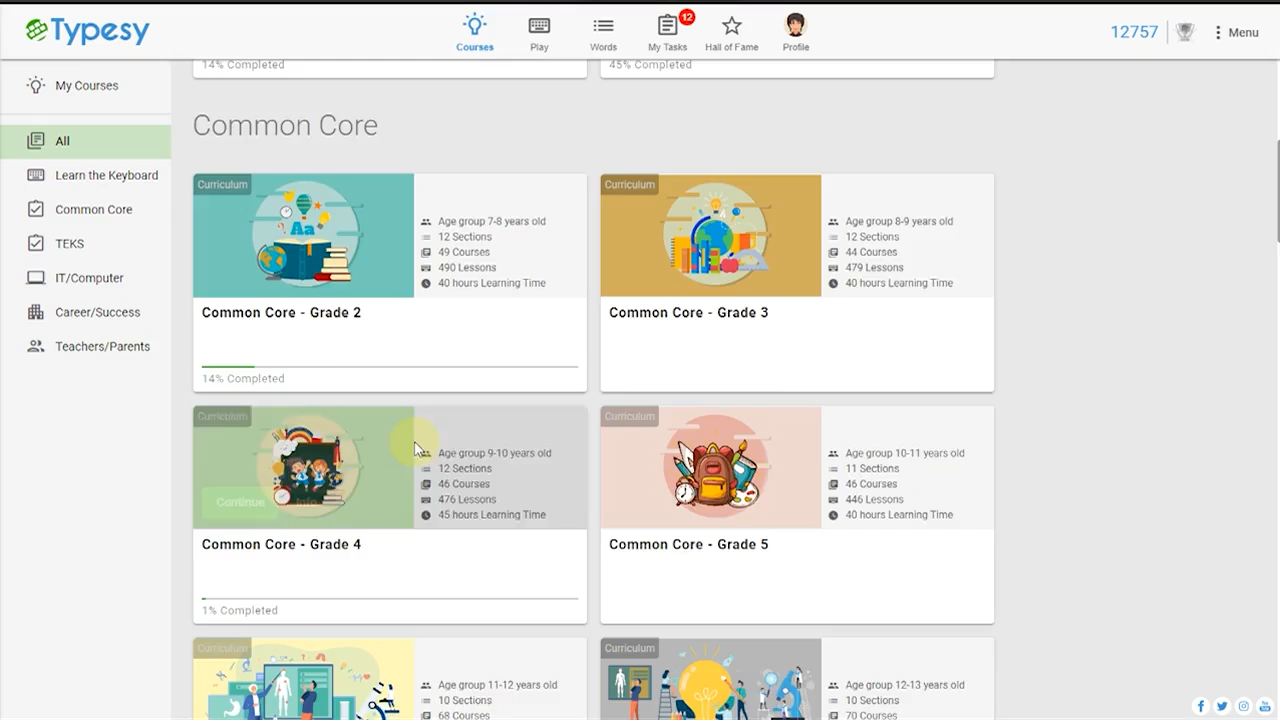 Typesy
Courses
Play
Words
12
My Tasks
Hall of Fame
Profile
12757
Menu
My Courses
All
Learn the Keyboard
Common Core
TEKS
IT/Computer
Career/Success
Teachers/Parents
14% Completed
45% Completed
Common Core
Curriculum
Aa
Age group 7-8 years old
12 Sections
49 Courses
490 Lessons
40 hours Learning Time
Common Core - Grade 2
14% Completed
Curriculum
Age group 8-9 years old
12 Sections
44 Courses
479 Lessons
40 hours Learning Time
Common Core - Grade 3
Curriculum
Continue
Info
Age group 9-10 years old
12 Sections
46 Courses
476 Lessons
45 hours Learning Time
Common Core - Grade 4
1% Completed
Curriculum
Age group 10-11 years old
11 Sections
46 Courses
446 Lessons
40 hours Learning Time
Common Core - Grade 5
Curriculum
Age group 11-12 years old
10 Sections
68 Courses
Curriculum
Age group 12-13 years old
10 Sections
70 Courses